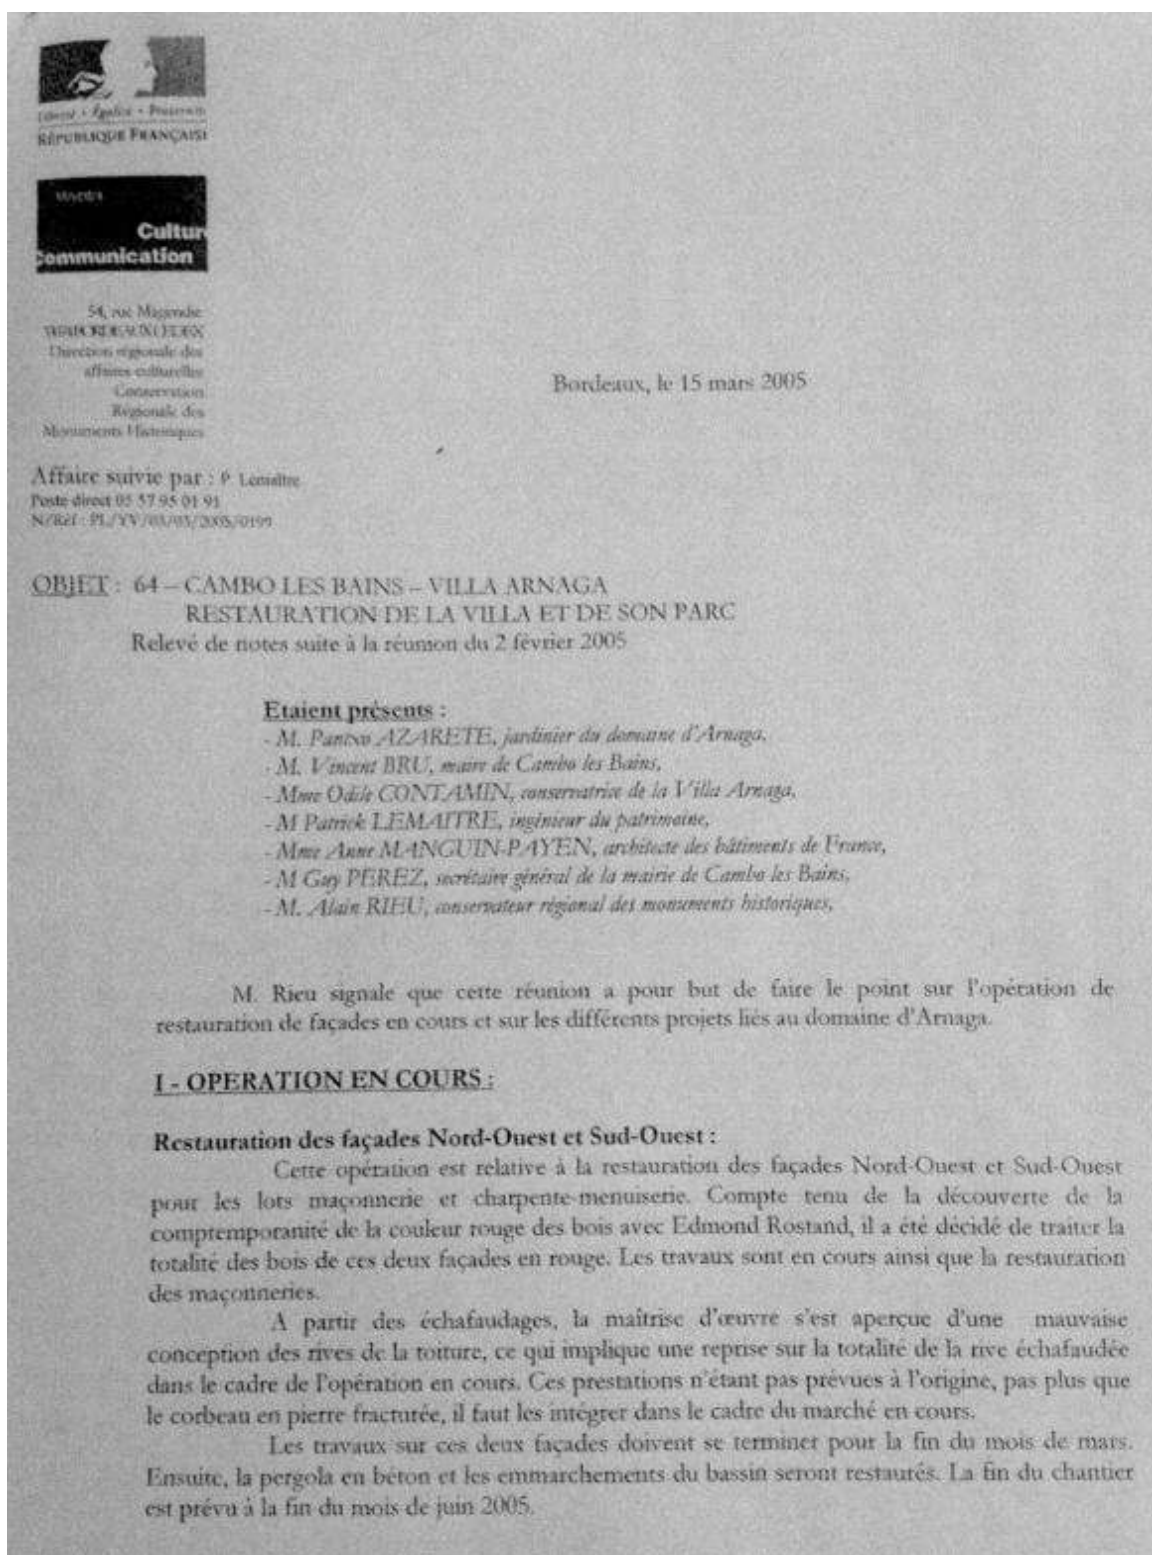 Liberté • Égalité • Fraternité
RÉPUBLIQUE FRANÇAISE
Culture
Communication
54, rue Magendie
BORDEAUX CEDEX
Direction régionale des
affaires culturelles
Conservation
Régionale des
Monuments Historiques
Bordeaux, le 15 mars 2005
Affaire suivie par : P Lemaître
Poste direct 05 57 95 01 91
N/Réf : PL/YV/03/03/2005/0199
OBJET : 64 – CAMBO LES BAINS – VILLA ARNAGA
RESTAURATION DE LA VILLA ET DE SON PARC
Relevé de notes suite à la réunion du 2 février 2005
Etaient présents :
- M. Pantxo AZARETE, jardinier du domaine d'Arnaga,
- M. Vincent BRU, maire de Cambo les Bains,
- Mme Odile CONTAMIN, conservatrice de la Villa Arnaga,
- M Patrick LEMAITRE, ingénieur du patrimoine,
- Mme Anne MANGUIN-PAYEN, architecte des bâtiments de France,
- M Guy PEREZ, secrétaire général de la mairie de Cambo les Bains,
- M. Alain RIEU, conservateur régional des monuments historiques,
M. Rieu signale que cette réunion a pour but de faire le point sur l'opération de
restauration de façades en cours et sur les différents projets liés au domaine d'Arnaga.
I - OPERATION EN COURS :
Restauration des façades Nord-Ouest et Sud-Ouest :
Cette opération est relative à la restauration des façades Nord-Ouest et Sud-Ouest
pour les lots maçonnerie et charpente-menuiserie. Compte tenu de la découverte de la
comptemporanité de la couleur rouge des bois avec Edmond Rostand, il a été décidé de traiter la
totalité des bois de ces deux façades en rouge. Les travaux sont en cours ainsi que la restauration
des maçonneries.
A partir des échafaudages, la maîtrise d'œuvre s'est aperçue d'une mauvaise
conception des rives de la toiture, ce qui implique une reprise sur la totalité de la rive échafaudée
dans le cadre de l'opération en cours. Ces prestations n'étant pas prévues à l'origine, pas plus que
le corbeau en pierre fracturée, il faut les intégrer dans le cadre du marché en cours.
Les travaux sur ces deux façades doivent se terminer pour la fin du mois de mars.
Ensuite, la pergola en béton et les emmarchements du bassin seront restaurés. La fin du chantier
est prévu à la fin du mois de juin 2005.